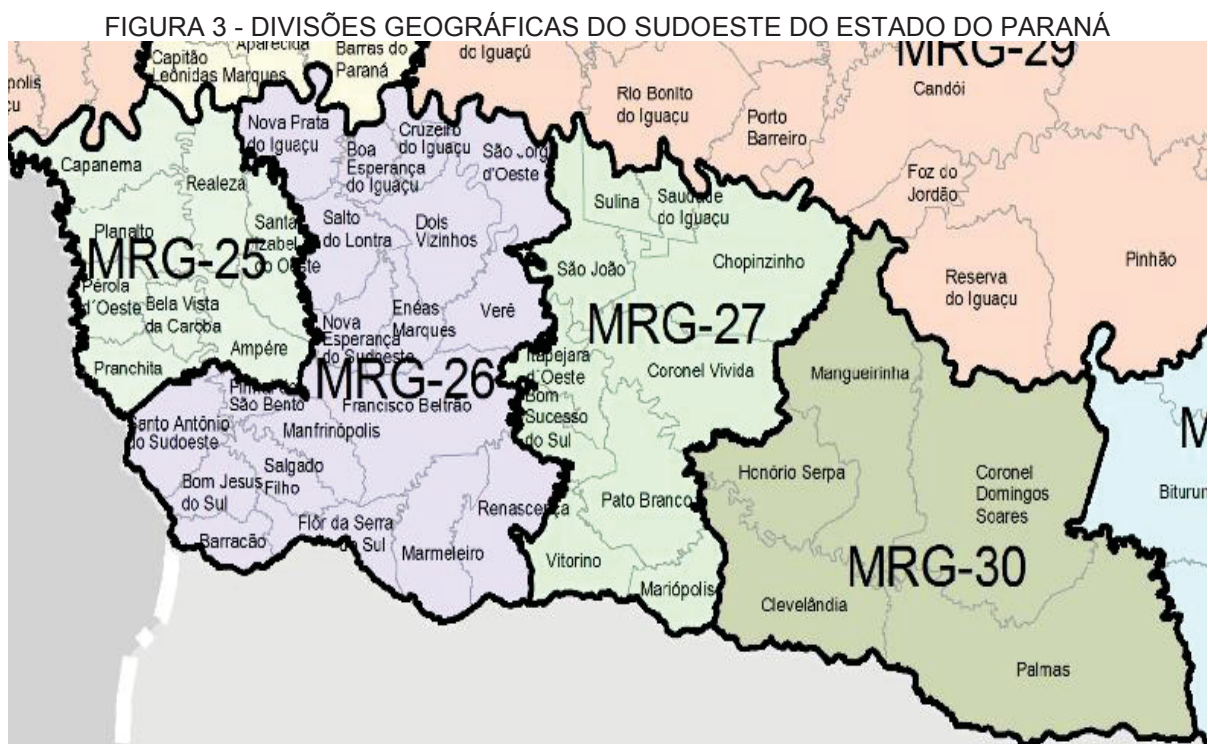 FIGURA 3 - DIVISÕES GEOGRÁFICAS DO SUDOESTE DO ESTADO DO PARANÁ
Capitão
Leônidas Marques
Aparecida
Barras do
Paraná
do Iguaçú
MRG-29
Candói
Rio Bonito
do Iguaçu
Porto
Barreiro
Foz do
Jordão
Reserva
do Iguaçu
Pinhão
Capanema
Realeza
Planalto
Santa
Izabel
do Oeste
MRG-25
Pérola
d´Oeste
Bela Vista
da Caroba
Ampére
Pranchita
Nova Prata
do Iguaçu
Boa
Esperança
do Iguaçu
Cruzeiro
do Iguaçu
São Jorge
d'Oeste
Salto
do Lontra
Dois
Vizinhos
Enéas
Marques
Verê
Nova
Esperança
do Sudoeste
MRG-26
São Bento
Francisco Beltrão
Santo Antônio
do Sudoeste
Manfrinópolis
Salgado
Filho
Bom Jesus
do Sul
Flôr da Serra
do Sul
Barracão
Marmeleiro
Renascença
Sulina
Saudade
do Iguaçu
São João
Chopinzinho
MRG-27
Itapejara
d´Oeste
Coronel Vivida
Bom
Sucesso
do Sul
Pato Branco
Vitorino
Mariópolis
Mangueirinha
Honório Serpa
Coronel
Domingos
Soares
MRG-30
Clevelândia
Palmas